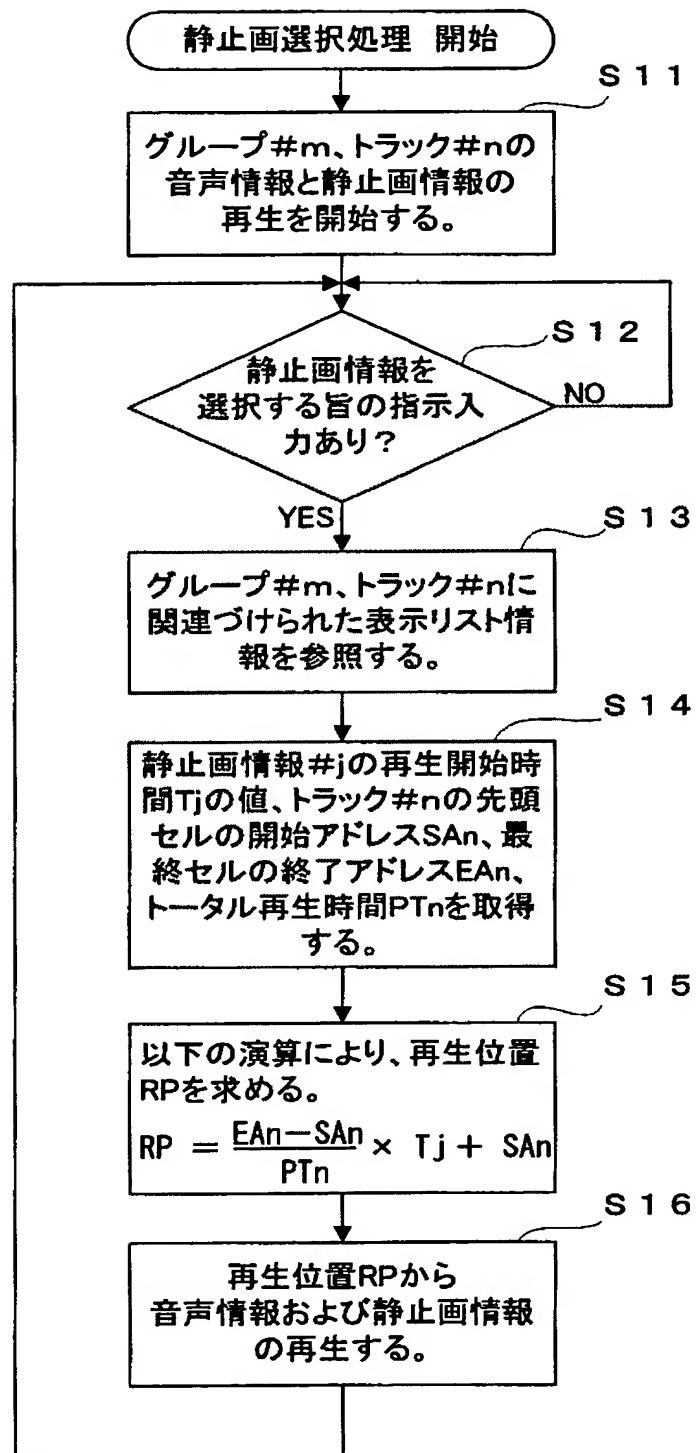 静止画選択処理 開始
S11
グループ#m、トラック#nの
音声情報と静止画情報の
再生を開始する。
S12
静止画情報を
選択する旨の指示入
力あり?
NO
YES
S13
グループ#m、トラック#nに
関連づけられた表示リスト情
報を参照する。
S14
静止画情報#jの再生開始時
間Tjの値、トラック#nの先頭
セルの開始アドレスSAn、最
終セルの終了アドレスEAn、
トータル再生時間PTnを取得
する。
S15
以下の演算により、再生位置
RPを求める。
RP = EAn−SAn / PTn × Tj + SAn
S16
再生位置RPから
音声情報および静止画情報
の再生する。